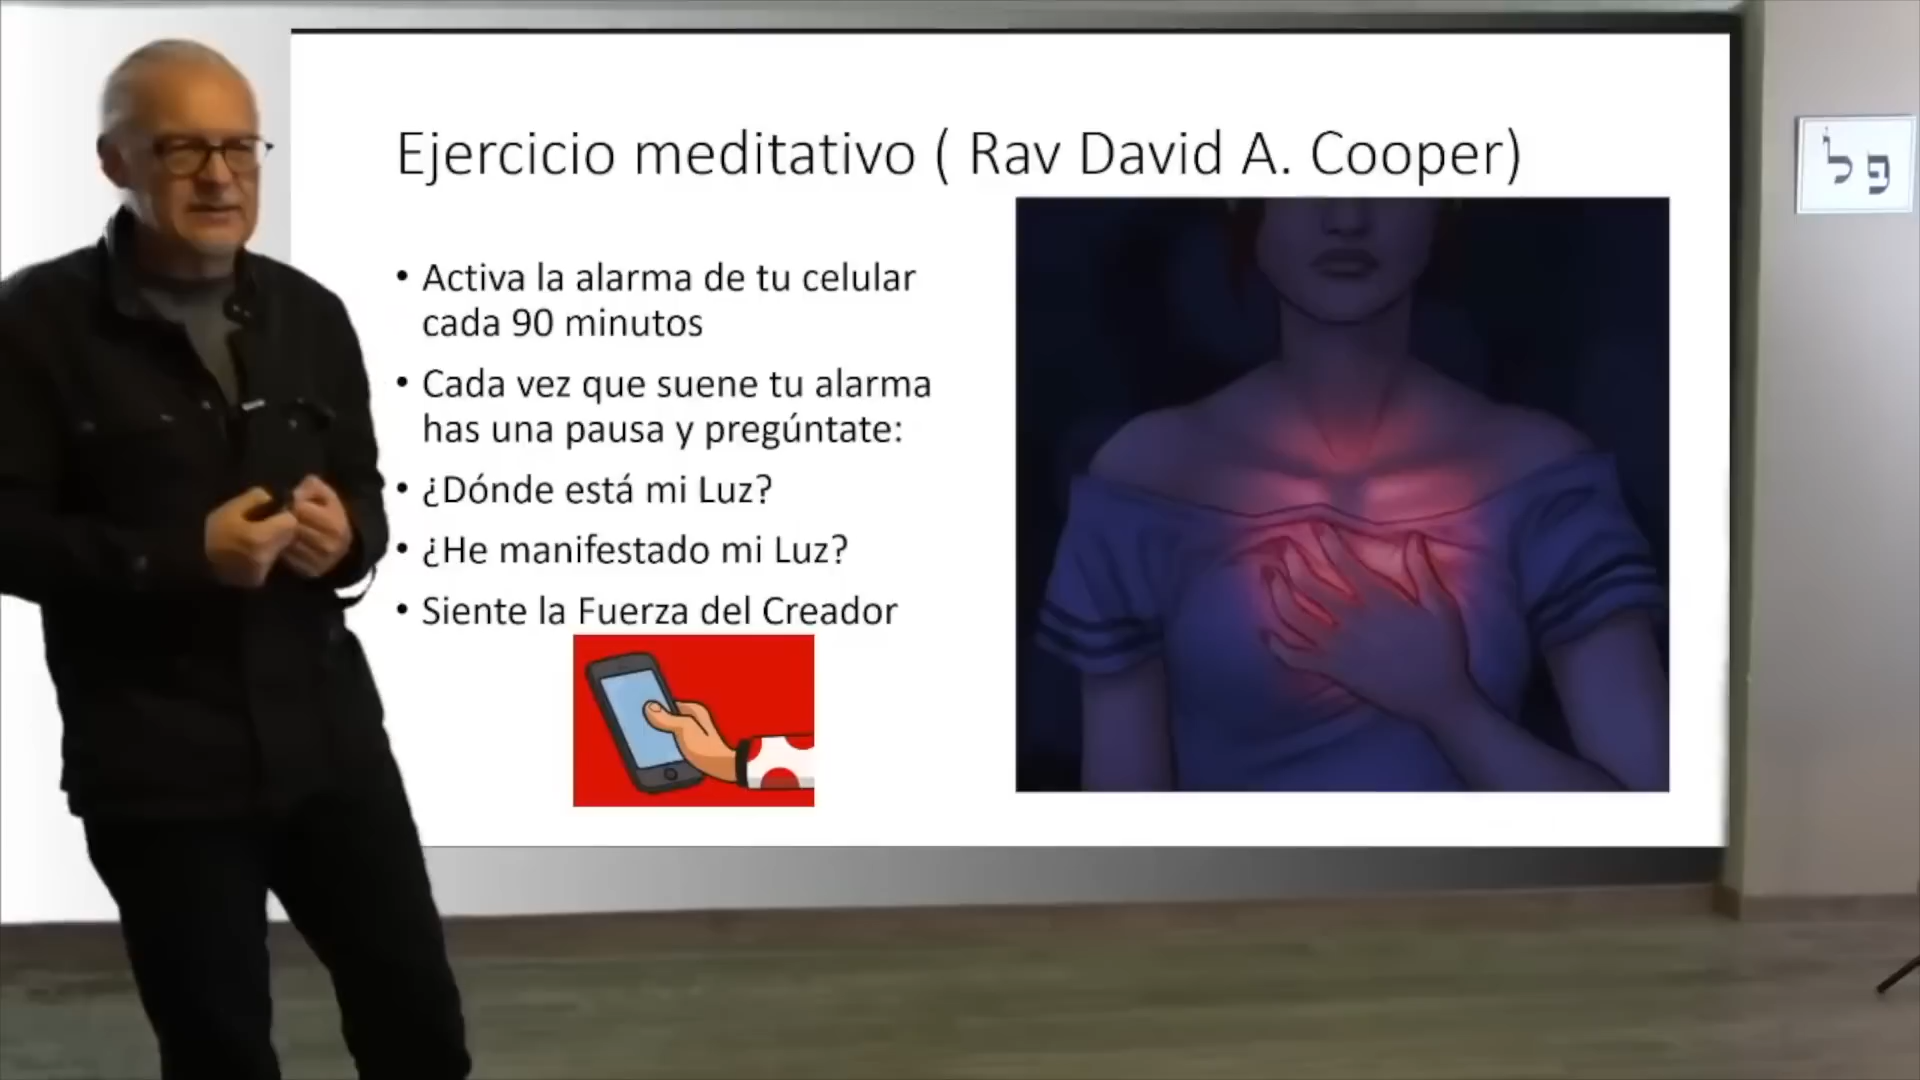 Ejercicio meditativo ( Rav David A. Cooper)
• Activa la alarma de tu celular
cada 90 minutos
• Cada vez que suene tu alarma
has una pausa y pregúntate:
• ¿Dónde está mi Luz?
• ¿He manifestado mi Luz?
• Siente la Fuerza del Creador
פ ל